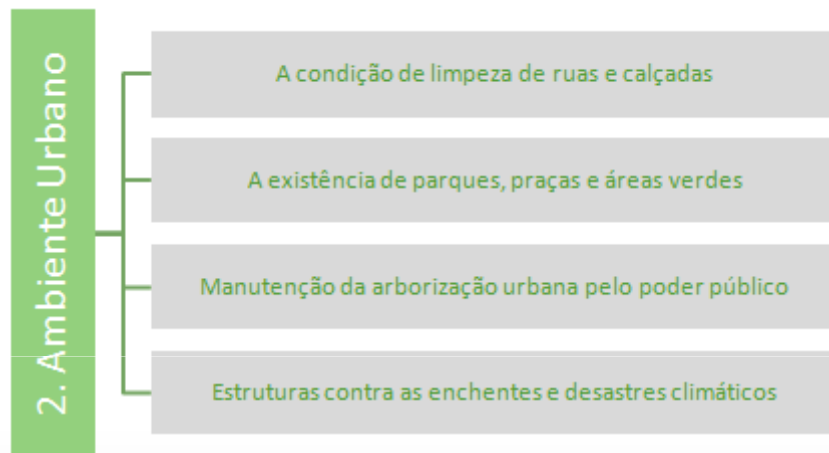 2. Ambiente Urbano
A condição de limpeza de ruas e calçadas
A existência de parques, praças e áreas verdes
Manutenção da arborização urbana pelo poder público
Estruturas contra as enchentes e desastres climáticos